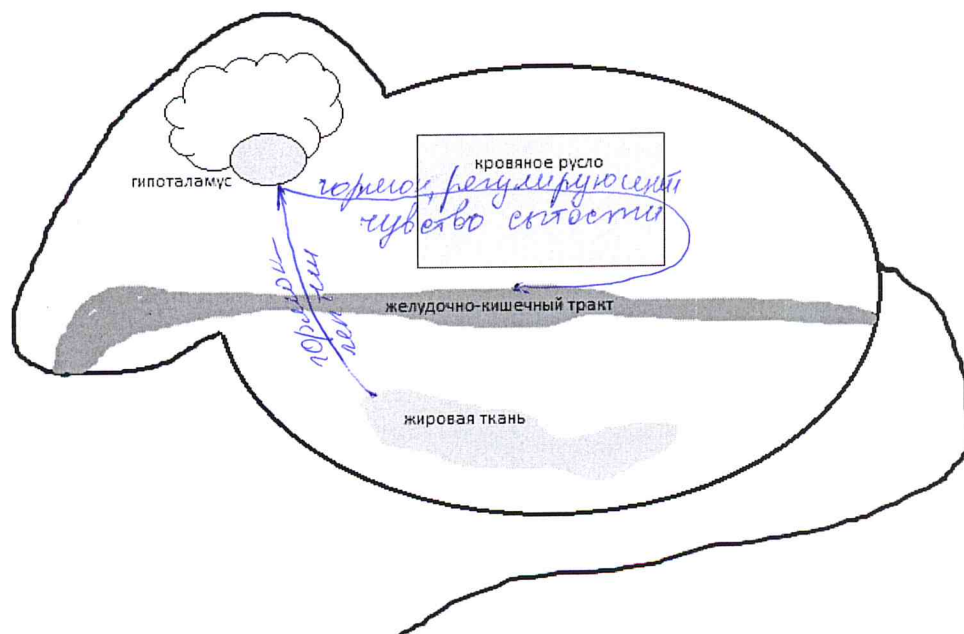 кровяное русло
гипоталамус
гормон, регулирующий
чувство сытости
гормон
лептин
желудочно-кишечный тракт
жировая ткань